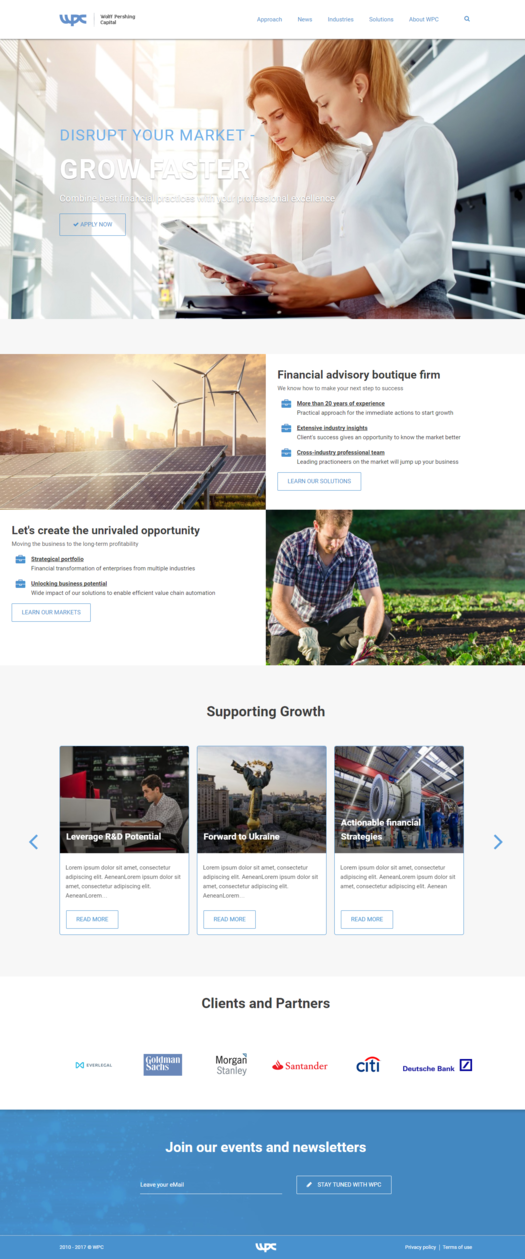 wpc
Wolff Pershing
Capital
Approach
News
Industries
Solutions
About WPC
DISRUPT YOUR MARKET -
GROW FASTER
Combine best financial practices with your professional excellence
APPLY NOW
Financial advisory boutique firm
We know how to make your next step to success
More than 20 years of experience
Practical approach for the immediate actions to start growth
Extensive industry insights
Client's success gives an opportunity to know the market better
Cross-industry professional team
Leading practioneers on the market will jump up your business
LEARN OUR SOLUTIONS
Let's create the unrivaled opportunity
Moving the business to the long-term profitability
Strategical portfolio
Financial transformation of enterprises from multiple industries
Unlocking business potential
Wide impact of our solutions to enable efficient value chain automation
LEARN OUR MARKETS
Supporting Growth
Leverage R&D Potential
Lorem ipsum dolor sit amet, consectetur
adipiscing elit. AeneanLorem ipsum dolor sit
amet, consectetur adipiscing elit.
AeneanLorem ...
READ MORE
Forward to Ukraine
Lorem ipsum dolor sit amet, consectetur
adipiscing elit. AeneanLorem ipsum dolor sit
amet, consectetur adipiscing elit.
AeneanLorem...
READ MORE
Actionable financial
Strategies
Lorem ipsum dolor sit amet, consectetur
adipiscing elit. AeneanLorem ipsum dolor sit
amet, consectetur adipiscing elit. Aenean
READ MORE
Clients and Partners
EVERLEGAL
Goldman
Sachs
Morgan
Stanley
Santander
citi
Deutsche Bank
Join our events and newsletters
Leave your eMail
STAY TUNED WITH WPC
2010 - 2017 © WPC
wpc
Privacy policy | Terms of use